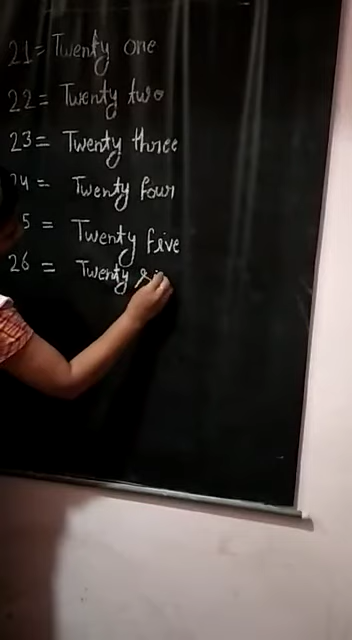 21 = Twenty one
22 = Twenty two
23 = Twenty three
24 = Twenty four
5 = Twenty five
26 = Twenty si